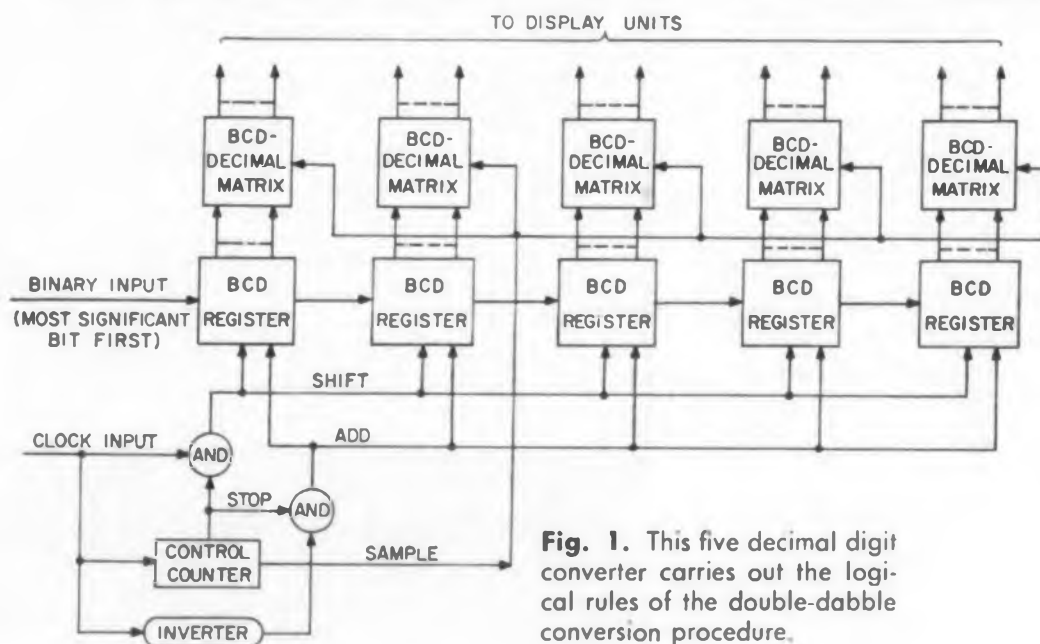 TO DISPLAY UNITS
BCD-
DECIMAL
MATRIX
BCD-
DECIMAL
MATRIX
BCD-
DECIMAL
MATRIX
BCD-
DECIMAL
MATRIX
BCD-
DECIMAL
MATRIX
BINARY INPUT
(MOST SIGNIFICANT
BIT FIRST)
BCD
REGISTER
BCD
REGISTER
BCD
REGISTER
BCD
REGISTER
BCD
REGISTER
SHIFT
CLOCK INPUT
AND
ADD
STOP
AND
CONTROL
COUNTER
SAMPLE
INVERTER
Fig. 1. This five decimal digit
converter carries out the logi-
cal rules of the double-dabble
conversion procedure.